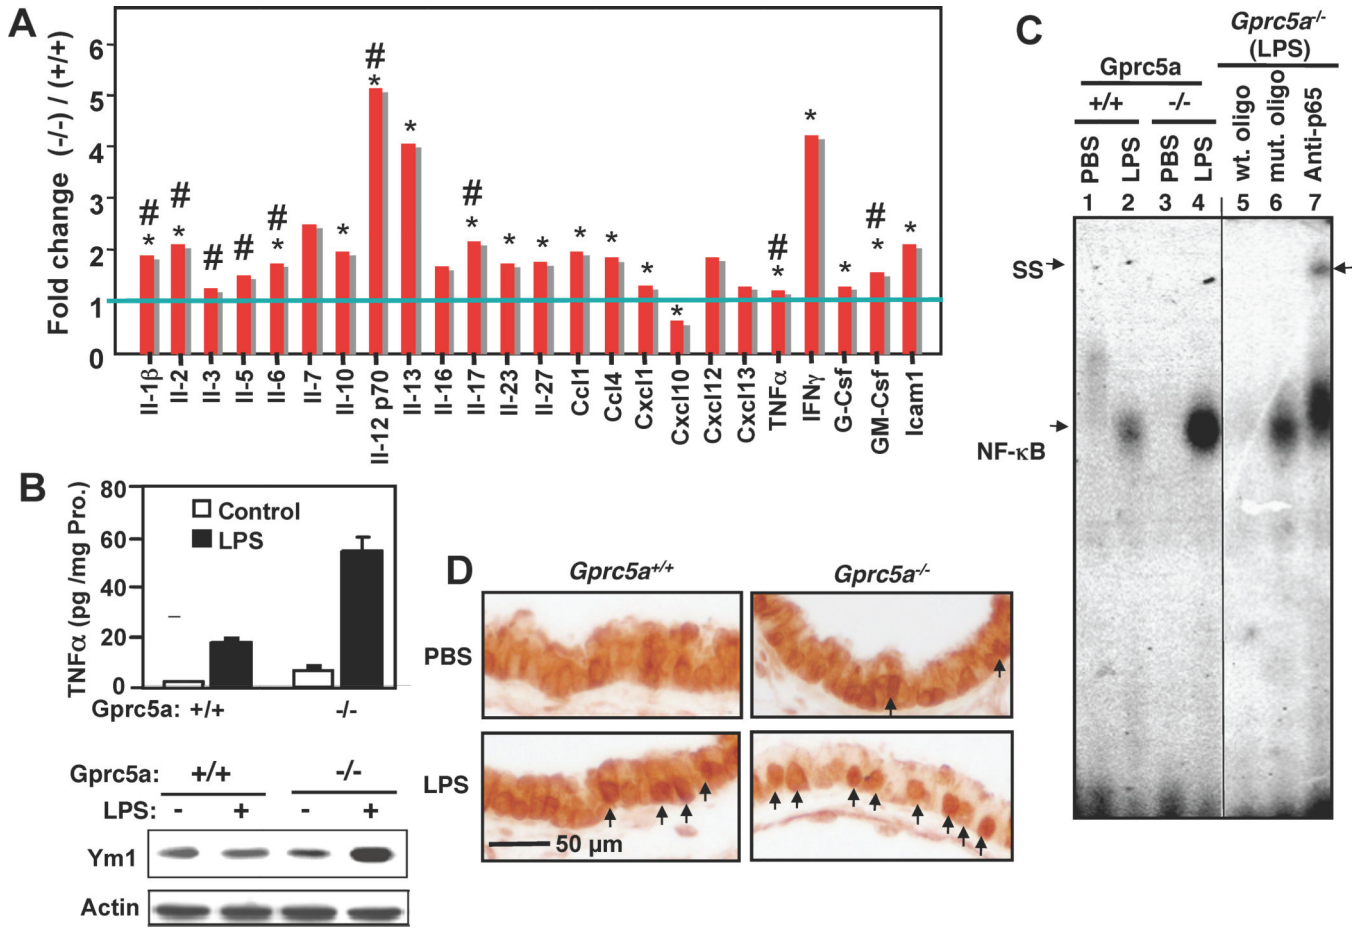 A
Fold change (-/-) / (+/+)
6
5
4
3
2
1
0
#
*
#
*
#
#
#
*
*
#
*
*
#
*
*
*
*
*
*
*
#
*
*
*
#
*
*
Il-1β
Il-2
Il-3
Il-5
Il-6
Il-7
Il-10
Il-12 p70
Il-13
Il-16
Il-17
Il-23
Il-27
Ccl1
Ccl4
Cxcl1
Cxcl10
Cxcl12
Cxcl13
TNFα
IFNγ
G-Csf
GM-Csf
Icam1
B
TNFα (pg /mg Pro.)
80
60
40
20
0
Control
LPS
Gprc5a: +/+ -/-
Gprc5a: +/+ -/-
LPS: - + - +
Ym1
Actin
C
Gprc5a-/-
(LPS)
Gprc5a
+/+ -/-
PBS
LPS
PBS
LPS
wt. oligo
mut. oligo
Anti-p65
1 2 3 4 5 6 7
SS
NF-κB
D
Gprc5a+/+ Gprc5a-/-
PBS
LPS
50 μm